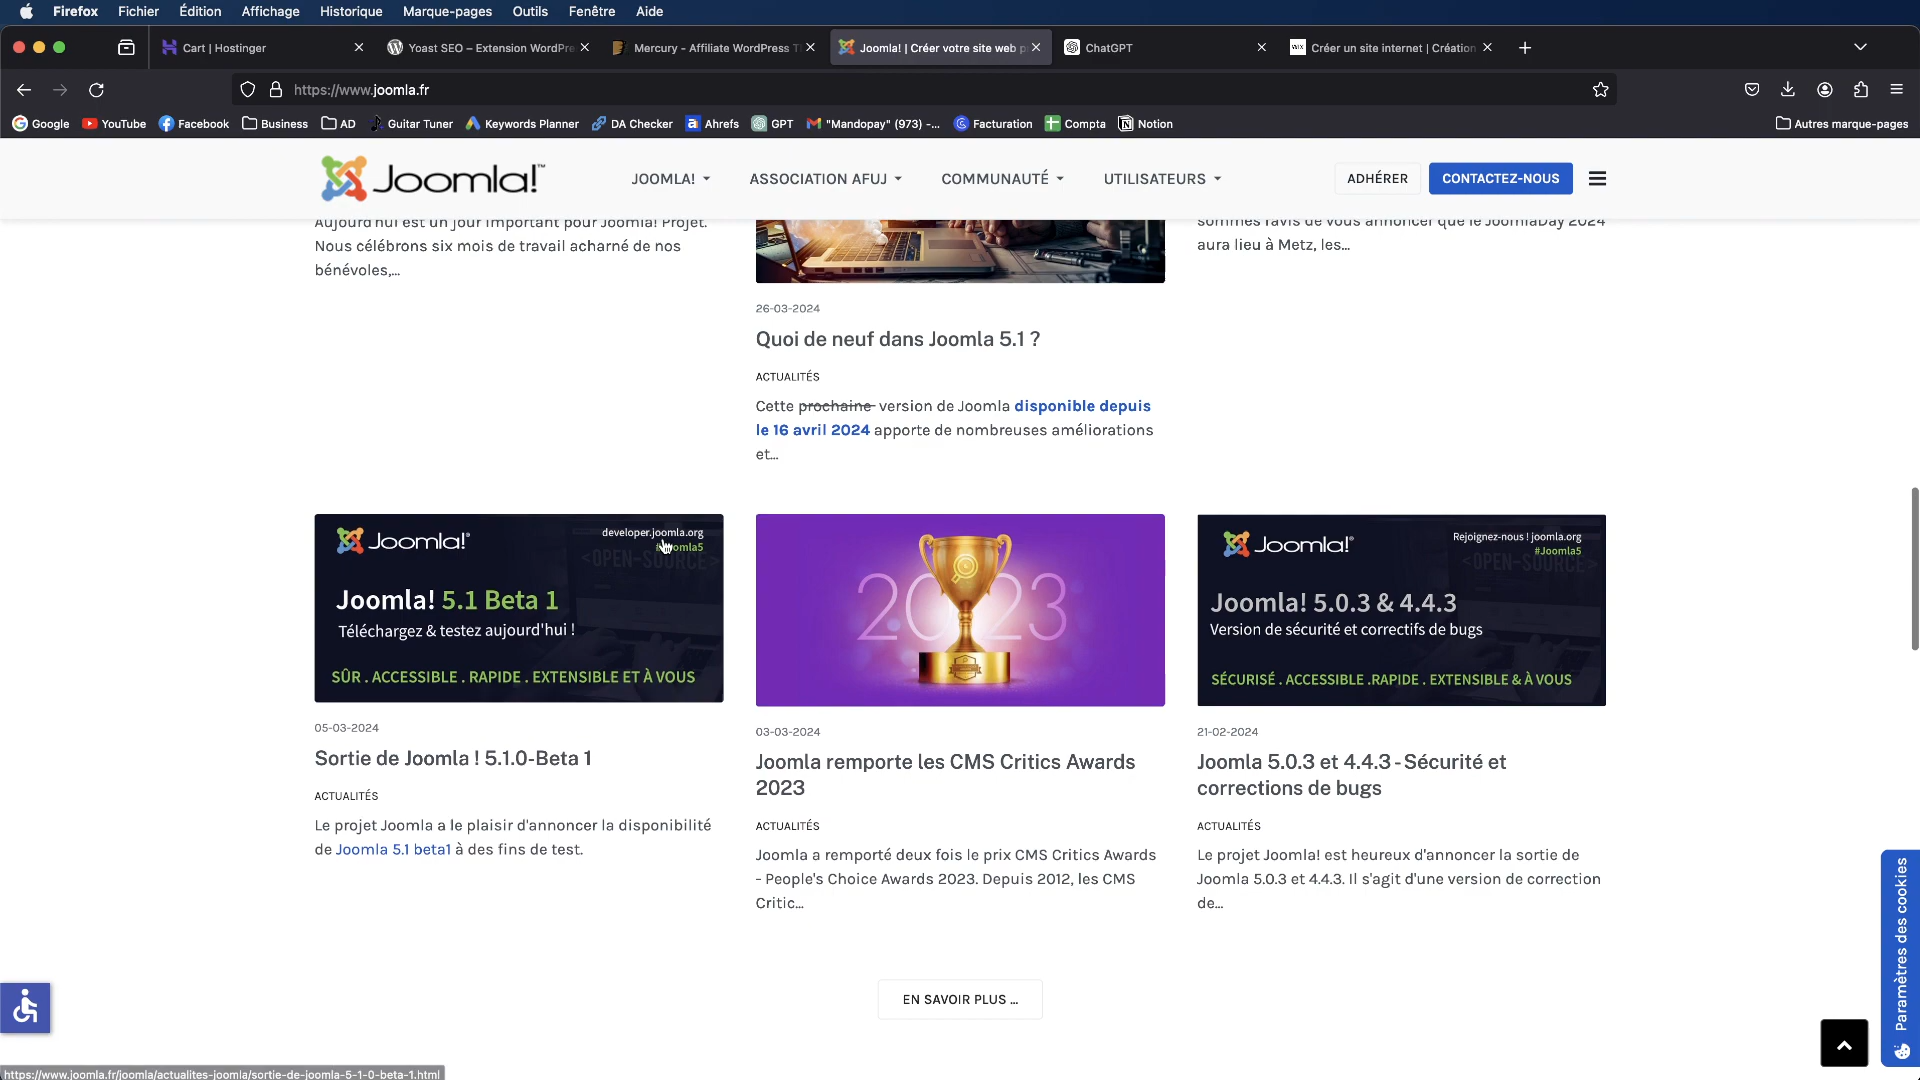 Firefox Fichier Édition Affichage Historique Marque-pages Outils Fenêtre Aide
Cart | Hostinger
Yoast SEO – Extension WordPre
Mercury - Affiliate WordPress T
Joomla! | Créer votre site web p
ChatGPT
WIX Créer un site internet | Création
https://www.joomla.fr
Google YouTube Facebook Business AD Guitar Tuner Keywords Planner DA Checker Ahrefs GPT "Mandopay" (973) -... Facturation Compta Notion Autres marque-pages
Joomla!™ JOOMLA! ASSOCIATION AFUJ COMMUNAUTÉ UTILISATEURS ADHÉRER CONTACTEZ-NOUS
Aujourd'hui est un jour important pour Joomla! Projet.
Nous célébrons six mois de travail acharné de nos
bénévoles,...
26-03-2024
Quoi de neuf dans Joomla 5.1 ?
ACTUALITÉS
Cette prochaine version de Joomla disponible depuis
le 16 avril 2024 apporte de nombreuses améliorations
et...
sommes ravis de vous annoncer que le JoomlaDay 2024
aura lieu à Metz, les...
Joomla!®
developer.joomla.org
<OPEN-SOURCE>
Joomla! 5.1 Beta 1
Téléchargez & testez aujourd'hui !
SÛR . ACCESSIBLE . RAPIDE . EXTENSIBLE ET À VOUS
05-03-2024
Sortie de Joomla ! 5.1.0-Beta 1
ACTUALITÉS
Le projet Joomla a le plaisir d'annoncer la disponibilité
de Joomla 5.1 beta1 à des fins de test.
2023
03-03-2024
Joomla remporte les CMS Critics Awards
2023
ACTUALITÉS
Joomla a remporté deux fois le prix CMS Critics Awards
- People's Choice Awards 2023. Depuis 2012, les CMS
Critic...
Joomla!®
Rejoignez-nous ! joomla.org
#Joomla5
<OPEN-SOURCE>
Joomla! 5.0.3 & 4.4.3
Version de sécurité et correctifs de bugs
SÉCURISÉ . ACCESSIBLE .RAPIDE . EXTENSIBLE & À VOUS
21-02-2024
Joomla 5.0.3 et 4.4.3 - Sécurité et
corrections de bugs
ACTUALITÉS
Le projet Joomla! est heureux d'annoncer la sortie de
Joomla 5.0.3 et 4.4.3. Il s'agit d'une version de correction
de...
EN SAVOIR PLUS ...
Paramètres des cookies
https://www.joomla.fr/joomla/actualites-joomla/sortie-de-joomla-5-1-0-beta-1.html